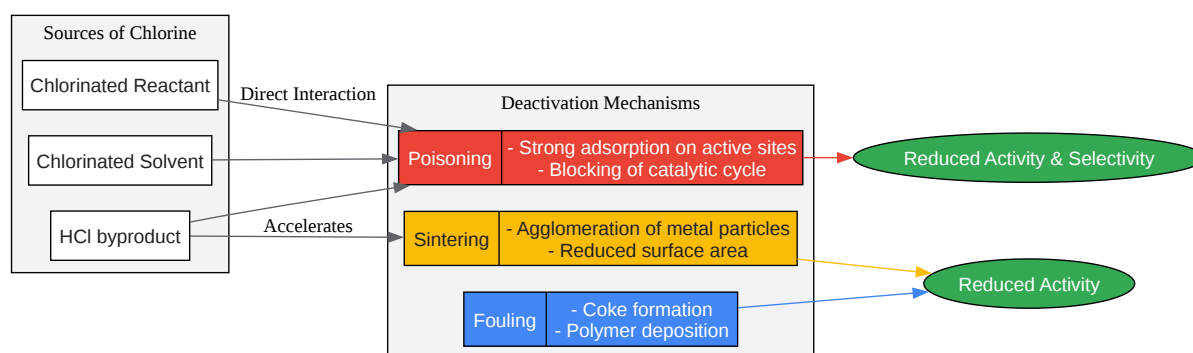 Sources of Chlorine
Chlorinated Reactant
Chlorinated Solvent
HCl byproduct
Direct Interaction
Accelerates
Deactivation Mechanisms
Poisoning
- Strong adsorption on active sites
- Blocking of catalytic cycle
Sintering
- Agglomeration of metal particles
- Reduced surface area
Fouling
- Coke formation
- Polymer deposition
Reduced Activity & Selectivity
Reduced Activity